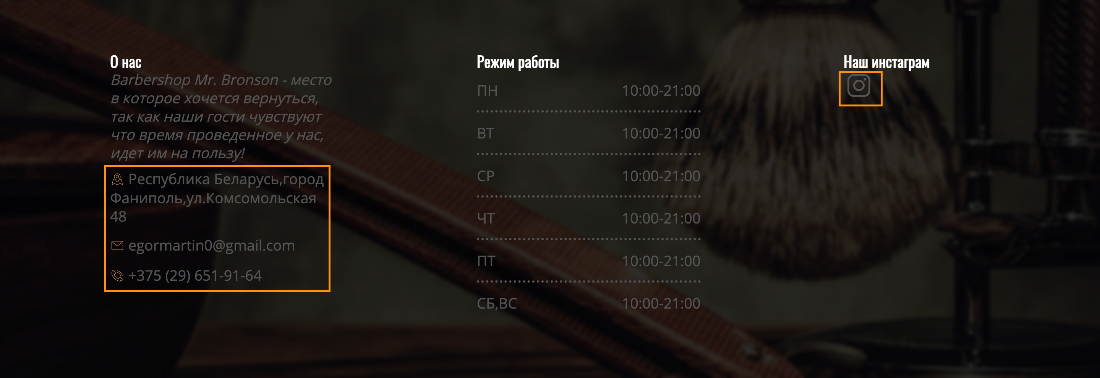 О нас
Barbershop Mr. Bronson - место
в которое хочется вернуться,
так как наши гости чувствуют
что время проведенное у нас,
идет им на пользу!
Республика Беларусь,город
Фаниполь,ул.Комсомольская
48
egormartin0@gmail.com
+375 (29) 651-91-64
Режим работы
ПН 10:00-21:00
ВТ 10:00-21:00
СР 10:00-21:00
ЧТ 10:00-21:00
ПТ 10:00-21:00
СБ,ВС 10:00-21:00
Наш инстаграм